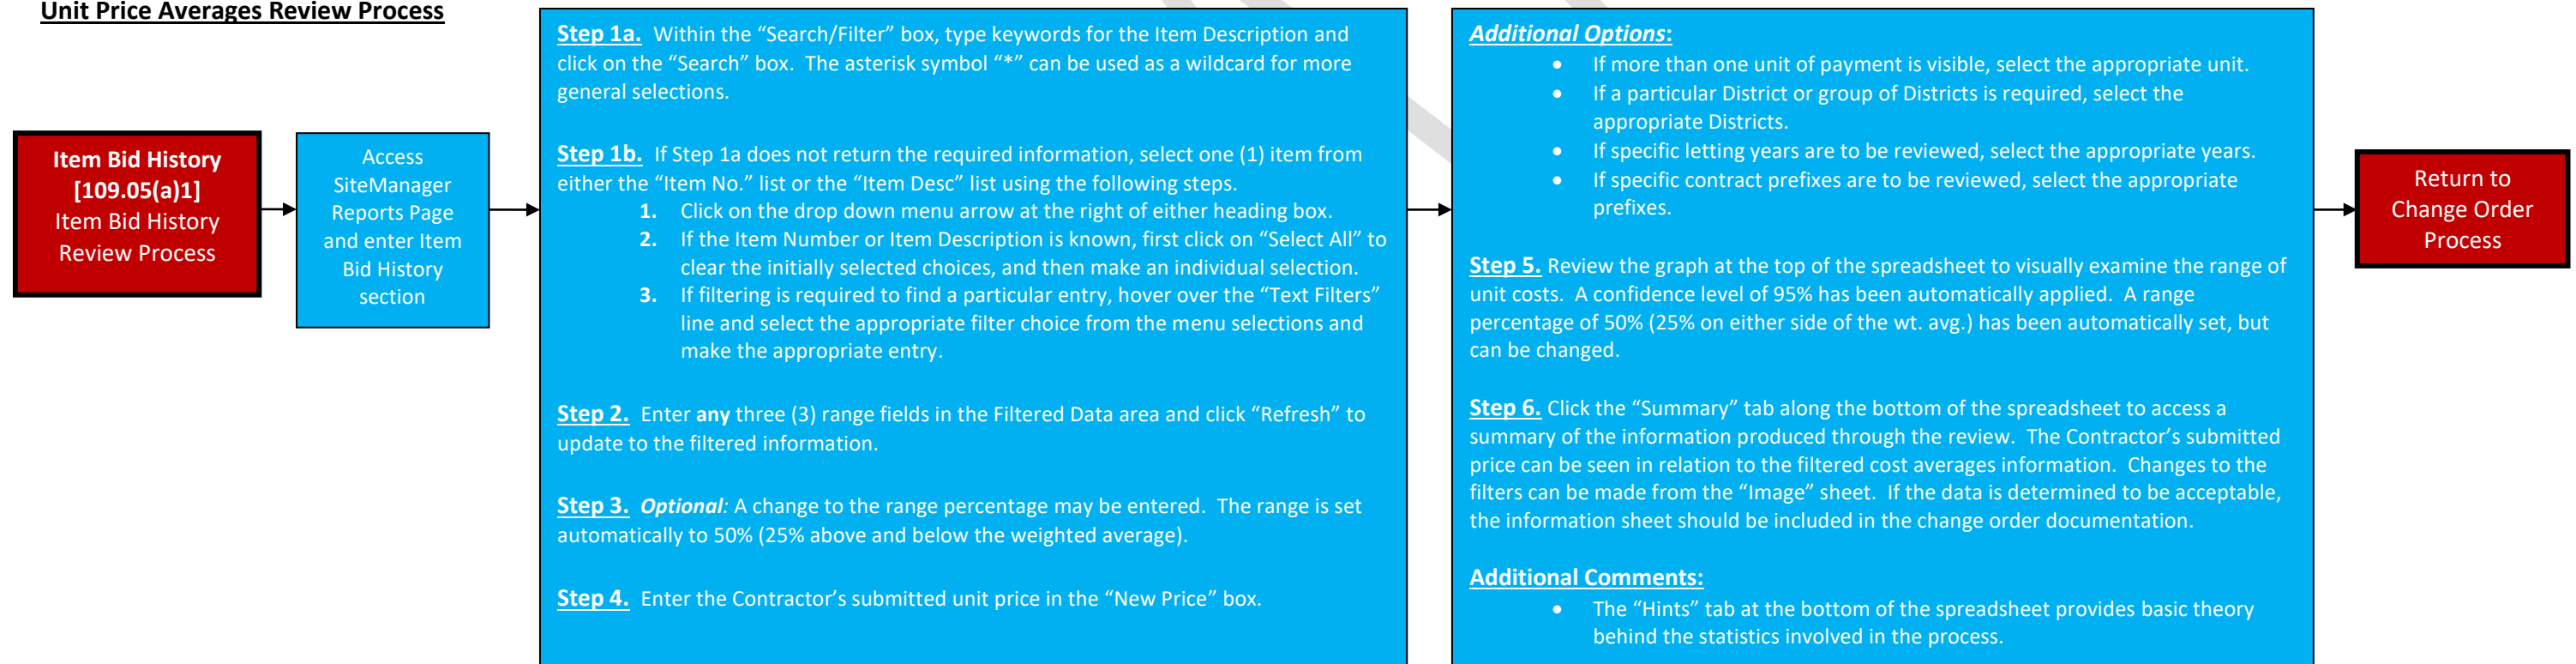 Unit Price Averages Review Process
Item Bid History
[109.05(a)1]
Item Bid History
Review Process
Access
SiteManager
Reports Page
and enter Item
Bid History
section
Step 1a. Within the “Search/Filter” box, type keywords for the Item Description and
click on the “Search” box. The asterisk symbol “*” can be used as a wildcard for more
general selections.
Step 1b. If Step 1a does not return the required information, select one (1) item from
either the “Item No.” list or the “Item Desc” list using the following steps.
1. Click on the drop down menu arrow at the right of either heading box.
2. If the Item Number or Item Description is known, first click on “Select All” to
clear the initially selected choices, and then make an individual selection.
3. If filtering is required to find a particular entry, hover over the “Text Filters”
line and select the appropriate filter choice from the menu selections and
make the appropriate entry.
Step 2. Enter any three (3) range fields in the Filtered Data area and click “Refresh” to
update to the filtered information.
Step 3. Optional: A change to the range percentage may be entered. The range is set
automatically to 50% (25% above and below the weighted average).
Step 4. Enter the Contractor’s submitted unit price in the “New Price” box.
Additional Options:
• If more than one unit of payment is visible, select the appropriate unit.
• If a particular District or group of Districts is required, select the
appropriate Districts.
• If specific letting years are to be reviewed, select the appropriate years.
• If specific contract prefixes are to be reviewed, select the appropriate
prefixes.
Step 5. Review the graph at the top of the spreadsheet to visually examine the range of
unit costs. A confidence level of 95% has been automatically applied. A range
percentage of 50% (25% on either side of the wt. avg.) has been automatically set, but
can be changed.
Step 6. Click the “Summary” tab along the bottom of the spreadsheet to access a
summary of the information produced through the review. The Contractor’s submitted
price can be seen in relation to the filtered cost averages information. Changes to the
filters can be made from the “Image” sheet. If the data is determined to be acceptable,
the information sheet should be included in the change order documentation.
Additional Comments:
• The “Hints” tab at the bottom of the spreadsheet provides basic theory
behind the statistics involved in the process.
Return to
Change Order
Process